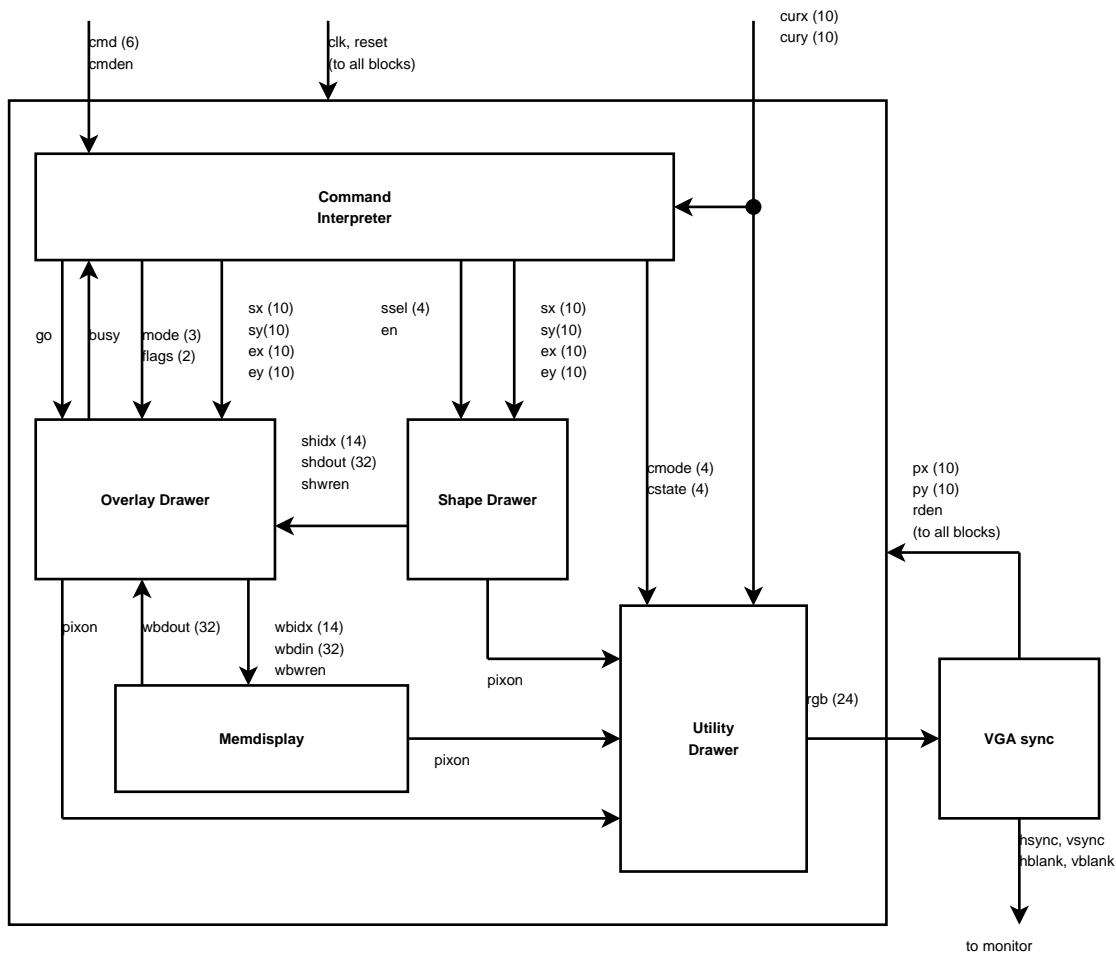 curx (10)
cury (10)
cmd (6)
cmden
clk, reset
(to all blocks)
Command
Interpreter
go
busy
mode (3)
flags (2)
sx (10)
sy(10)
ex (10)
ey (10)
ssel (4)
en
sx (10)
sy(10)
ex (10)
ey (10)
Overlay Drawer
shidx (14)
shdout (32)
shwren
Shape Drawer
cmode (4)
cstate (4)
px (10)
py (10)
rden
(to all blocks)
pixon
wbdout (32)
wbidx (14)
wbdin (32)
wbwren
pixon
Memdisplay
pixon
Utility
Drawer
rgb (24)
VGA sync
hsync, vsync
hblank, vblank
to monitor